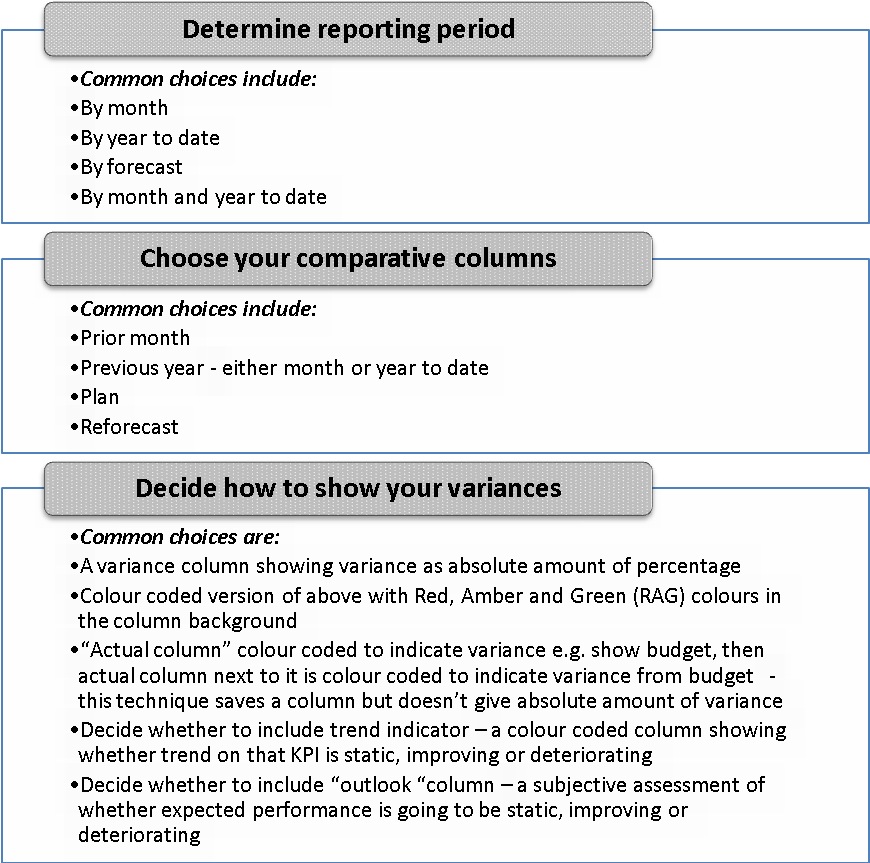 Determine reporting period
•Common choices include:
•By month
•By year to date
•By forecast
•By month and year to date
Choose your comparative columns
•Common choices include:
•Prior month
•Previous year - either month or year to date
•Plan
•Reforecast
Decide how to show your variances
•Common choices are:
•A variance column showing variance as absolute amount of percentage
•Colour coded version of above with Red, Amber and Green (RAG) colours in
the column background
•“Actual column” colour coded to indicate variance e.g. show budget, then
actual column next to it is colour coded to indicate variance from budget -
this technique saves a column but doesn’t give absolute amount of variance
•Decide whether to include trend indicator – a colour coded column showing
whether trend on that KPI is static, improving or deteriorating
•Decide whether to include “outlook “column – a subjective assessment of
whether expected performance is going to be static, improving or
deteriorating